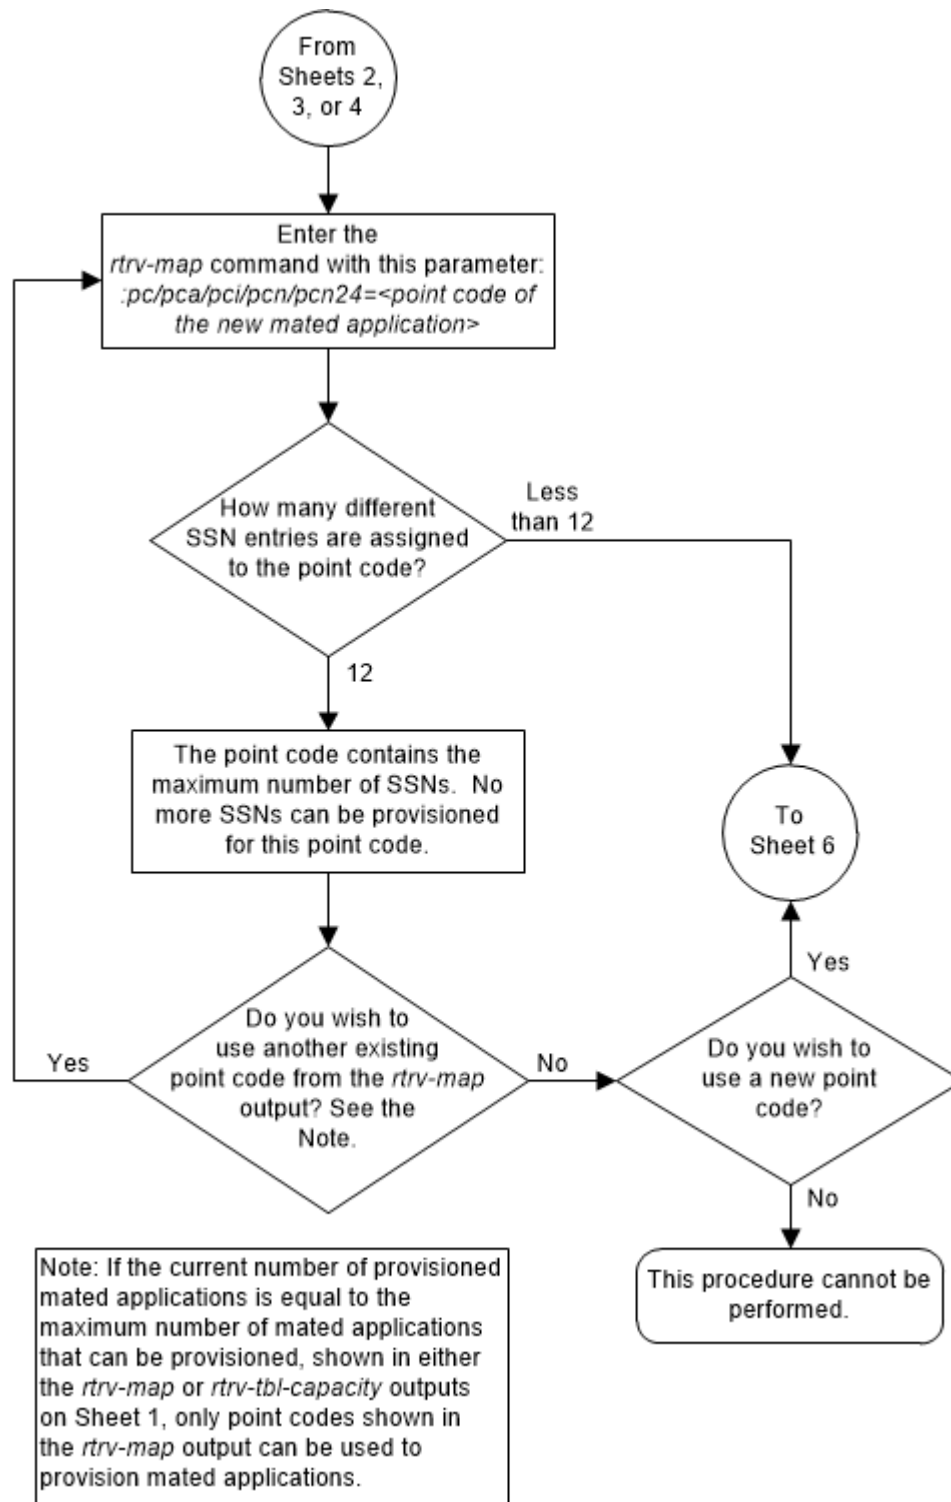 From
Sheets 2,
3, or 4
Enter the
rtrv-map command with this parameter:
:pc/pca/pci/pcn/pcn24=<point code of
the new mated application>
How many different
SSN entries are assigned
to the point code?
Less
than 12
12
The point code contains the
maximum number of SSNs. No
more SSNs can be provisioned
for this point code.
To
Sheet 6
Yes
Do you wish to
use another existing
point code from the rtrv-map
output? See the
Note.
Yes
No
Do you wish to
use a new point
code?
No
This procedure cannot be
performed.
Note: If the current number of provisioned
mated applications is equal to the
maximum number of mated applications
that can be provisioned, shown in either
the rtrv-map or rtrv-tbl-capacity outputs
on Sheet 1, only point codes shown in
the rtrv-map output can be used to
provision mated applications.